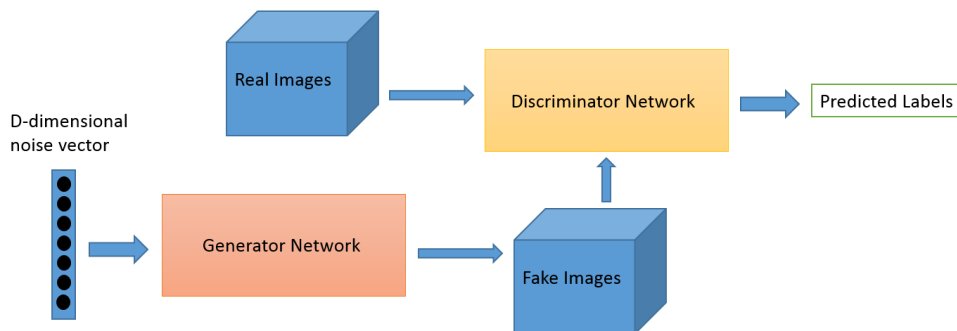 Real Images
Discriminator Network
Predicted Labels
D-dimensional
noise vector
Generator Network
Fake Images